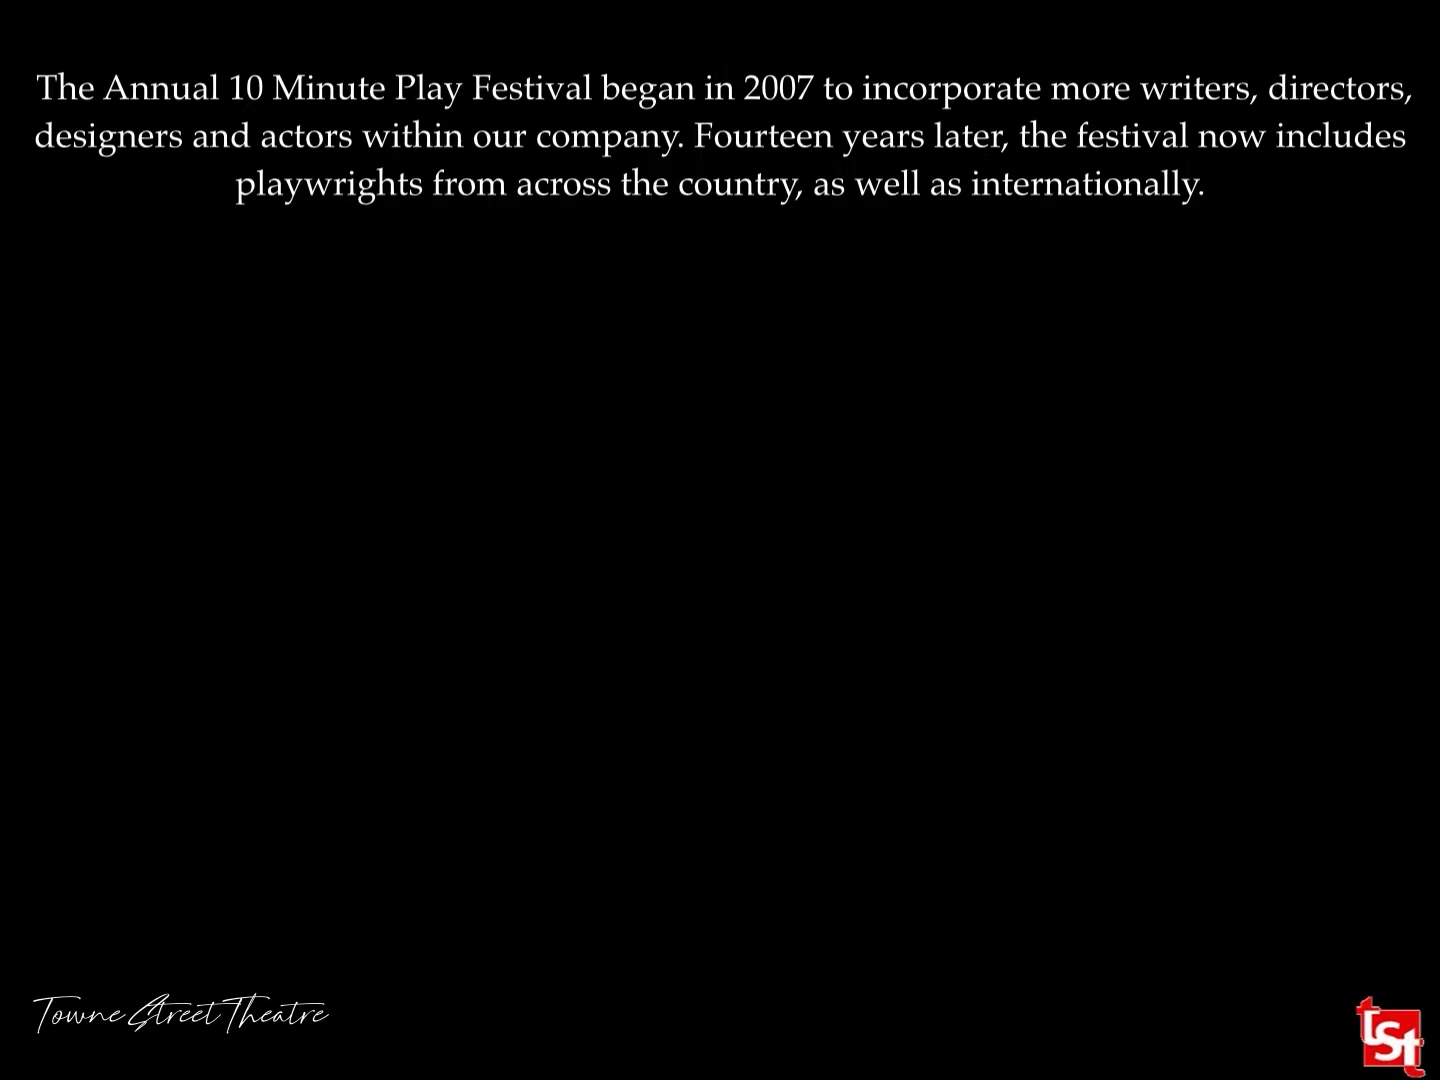 The Annual 10 Minute Play Festival began in 2007 to incorporate more writers, directors,
designers and actors within our company. Fourteen years later, the festival now includes
playwrights from across the country, as well as internationally.
Towne Street Theatre
tst